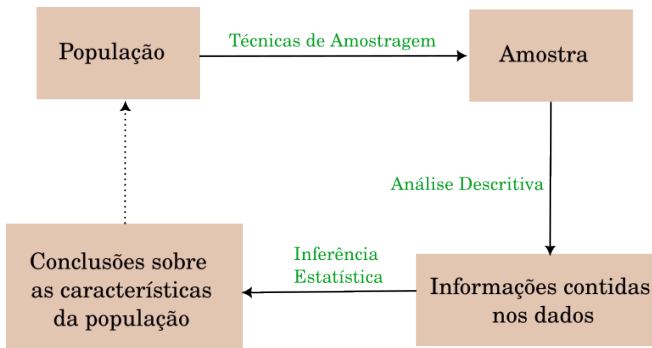 População
Técnicas de Amostragem
Amostra
Análise Descritiva
Informações contidas
nos dados
Inferência
Estatística
Conclusões sobre
as características
da população